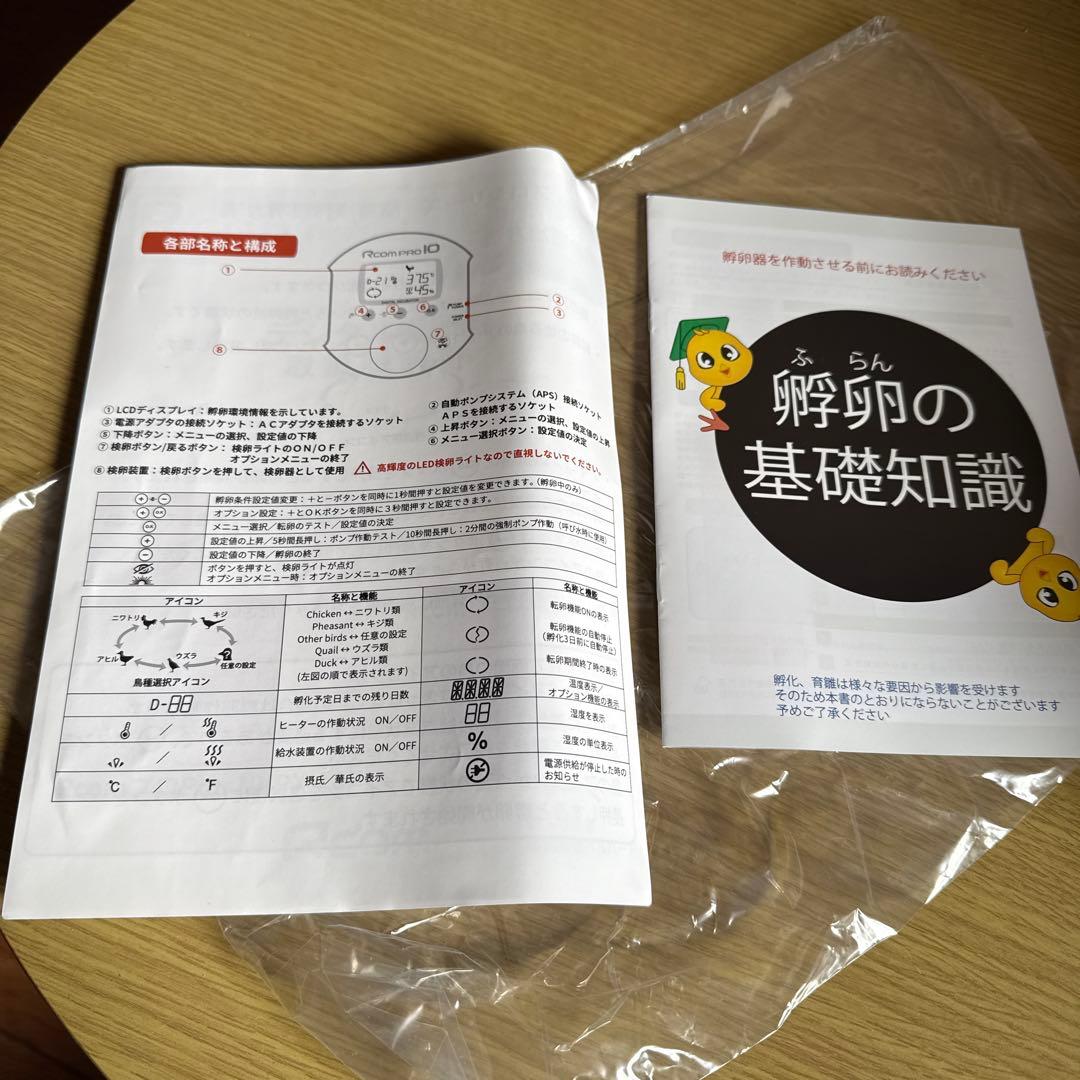 各部名称と構成
Rcom PRO 10
D-21日
37.5℃
45%
DIGITAL INCUBATOR
①
②
③
④
⑤
⑥
⑦
⑧
①LCDディスプレイ：孵卵環境情報を示しています。
②自動ポンプシステム（APS）接続ソケット
APSを接続するソケット
③電源アダプタの接続ソケット：ACアダプタを接続するソケット
④上昇ボタン：メニューの選択、設定値の上昇
⑤下降ボタン：メニューの選択、設定値の下降
⑥メニュー選択ボタン：設定値の決定
⑦検卵ボタン/戻るボタン：検卵ライトのON/OFF
オプションメニューの終了
⑧検卵装置：検卵ボタンを押して、検卵器として使用
高輝度のLED検卵ライトなので直視しないでください。
孵卵条件設定値変更：＋と－ボタンを同時に1秒間押すと設定値を変更できます。（孵卵中のみ）
オプション設定：＋とOKボタンを同時に3秒間押すと設定できます。
OK メニュー選択／転卵のテスト／設定値の決定
＋ 設定値の上昇／5秒間長押し：ポンプ作動テスト／10秒間長押し：2分間の強制ポンプ作動（呼び水時に使用）
－ 設定値の下降／孵卵の終了
ボタンを押すと、検卵ライトが点灯
オプションメニュー時：オプションメニューの終了
アイコン 名称と機能 アイコン 名称と機能
ニワトリ キジ
アヒル ウズラ 任意の設定
鳥種選択アイコン
Chicken ↔ ニワトリ類
Pheasant ↔ キジ類
Other birds ↔ 任意の設定
Quail ↔ ウズラ類
Duck ↔ アヒル類
(左図の順で表示されます)
転卵機能ONの表示
転卵機能の自動停止
(孵化3日前に自動停止)
転卵期間終了時の表示
D-88 孵化予定日までの残り日数
温度表示／
オプション機能の表示
／ ヒーターの作動状況 ON／OFF
88 湿度を表示
／ 給水装置の作動状況 ON／OFF
% 湿度の単位表示
℃ ／ ℉ 摂氏／華氏の表示
電源供給が停止した時の
お知らせ
孵卵器を作動させる前にお読みください
ふ らん
孵卵の
基礎知識
孵化、育雛は様々な要因から影響を受けます
そのため本書のとおりにならないことがございます
予めご了承ください